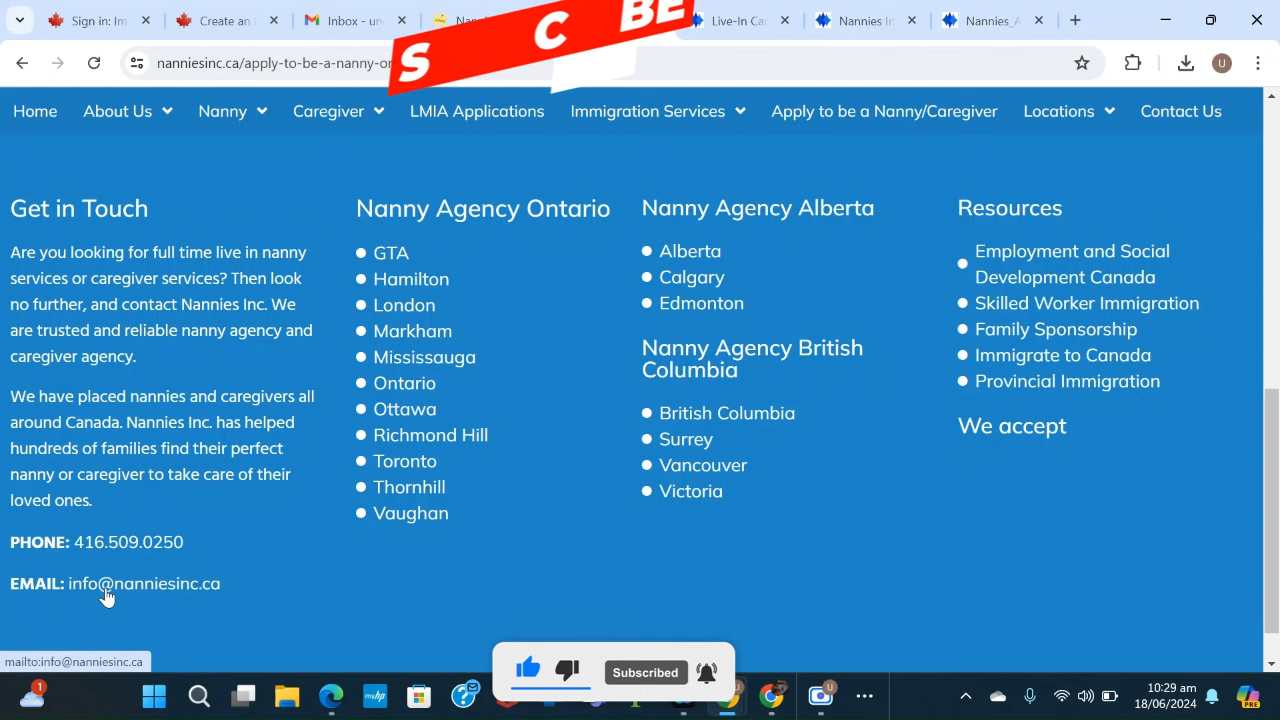 Sign in: Im
Create an
Inbox - un
Live-In Ca
Nannies In
Nannies_A
S C BE
nanniesinc.ca/apply-to-be-a-nanny-or
U
Home About Us Nanny Caregiver LMIA Applications Immigration Services Apply to be a Nanny/Caregiver Locations Contact Us
Get in Touch
Are you looking for full time live in nanny
services or caregiver services? Then look
no further, and contact Nannies Inc. We
are trusted and reliable nanny agency and
caregiver agency.
We have placed nannies and caregivers all
around Canada. Nannies Inc. has helped
hundreds of families find their perfect
nanny or caregiver to take care of their
loved ones.
PHONE: 416.509.0250
EMAIL: info@nanniesinc.ca
Nanny Agency Ontario
GTA
Hamilton
London
Markham
Mississauga
Ontario
Ottawa
Richmond Hill
Toronto
Thornhill
Vaughan
Nanny Agency Alberta
Alberta
Calgary
Edmonton
Nanny Agency British
Columbia
British Columbia
Surrey
Vancouver
Victoria
Resources
Employment and Social
Development Canada
Skilled Worker Immigration
Family Sponsorship
Immigrate to Canada
Provincial Immigration
We accept
mailto:info@nanniesinc.ca
Subscribed
1
10:29 am
18/06/2024